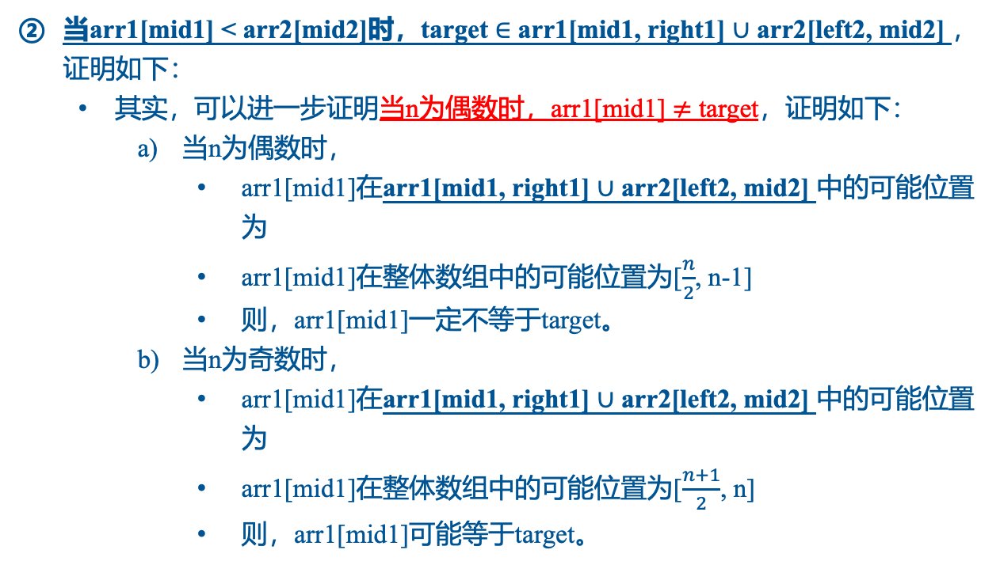 ② 当arr1[mid1] < arr2[mid2]时，target ∈ arr1[mid1, right1] ∪ arr2[left2, mid2]，
证明如下：
• 其实，可以进一步证明当n为偶数时，arr1[mid1] ≠ target，证明如下：
a) 当n为偶数时，
• arr1[mid1]在arr1[mid1, right1] ∪ arr2[left2, mid2] 中的可能位置
为
• arr1[mid1]在整体数组中的可能位置为[n/2, n-1]
• 则，arr1[mid1]一定不等于target。
b) 当n为奇数时，
• arr1[mid1]在arr1[mid1, right1] ∪ arr2[left2, mid2] 中的可能位置
为
• arr1[mid1]在整体数组中的可能位置为[n+1/2, n]
• 则，arr1[mid1]可能等于target。